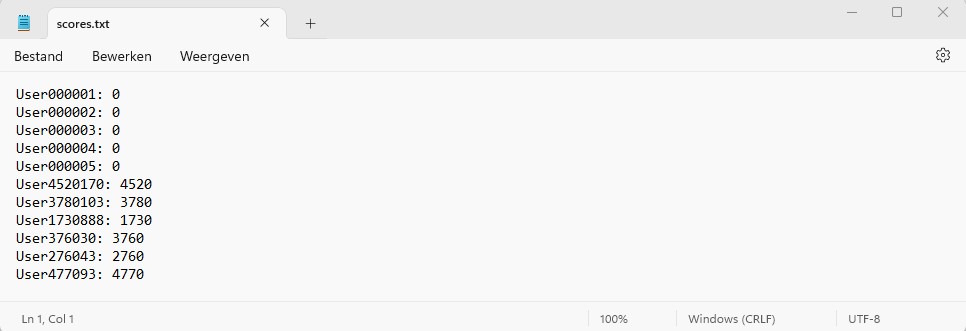 scores.txt
Bestand Bewerken Weergeven
User000001: 0
User000002: 0
User000003: 0
User000004: 0
User000005: 0
User4520170: 4520
User3780103: 3780
User1730888: 1730
User376030: 3760
User276043: 2760
User477093: 4770
Ln 1, Col 1 100% Windows (CRLF) UTF-8